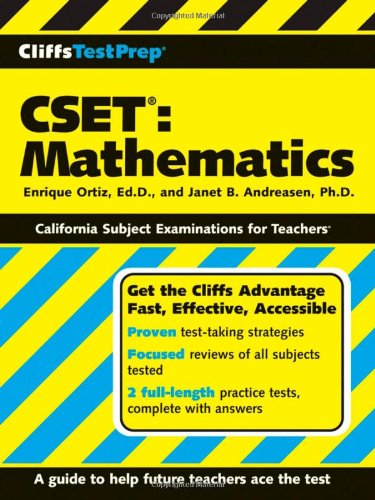 CliffsTestPrep®
CSET®:
Mathematics
Enrique Ortiz, Ed.D., and Janet B. Andreasen, Ph.D.
California Subject Examinations for Teachers®
Get the Cliffs Advantage
Fast, Effective, Accessible
Proven test-taking strategies
Focused reviews of all subjects
tested
2 full-length practice tests,
complete with answers
A guide to help future teachers ace the test